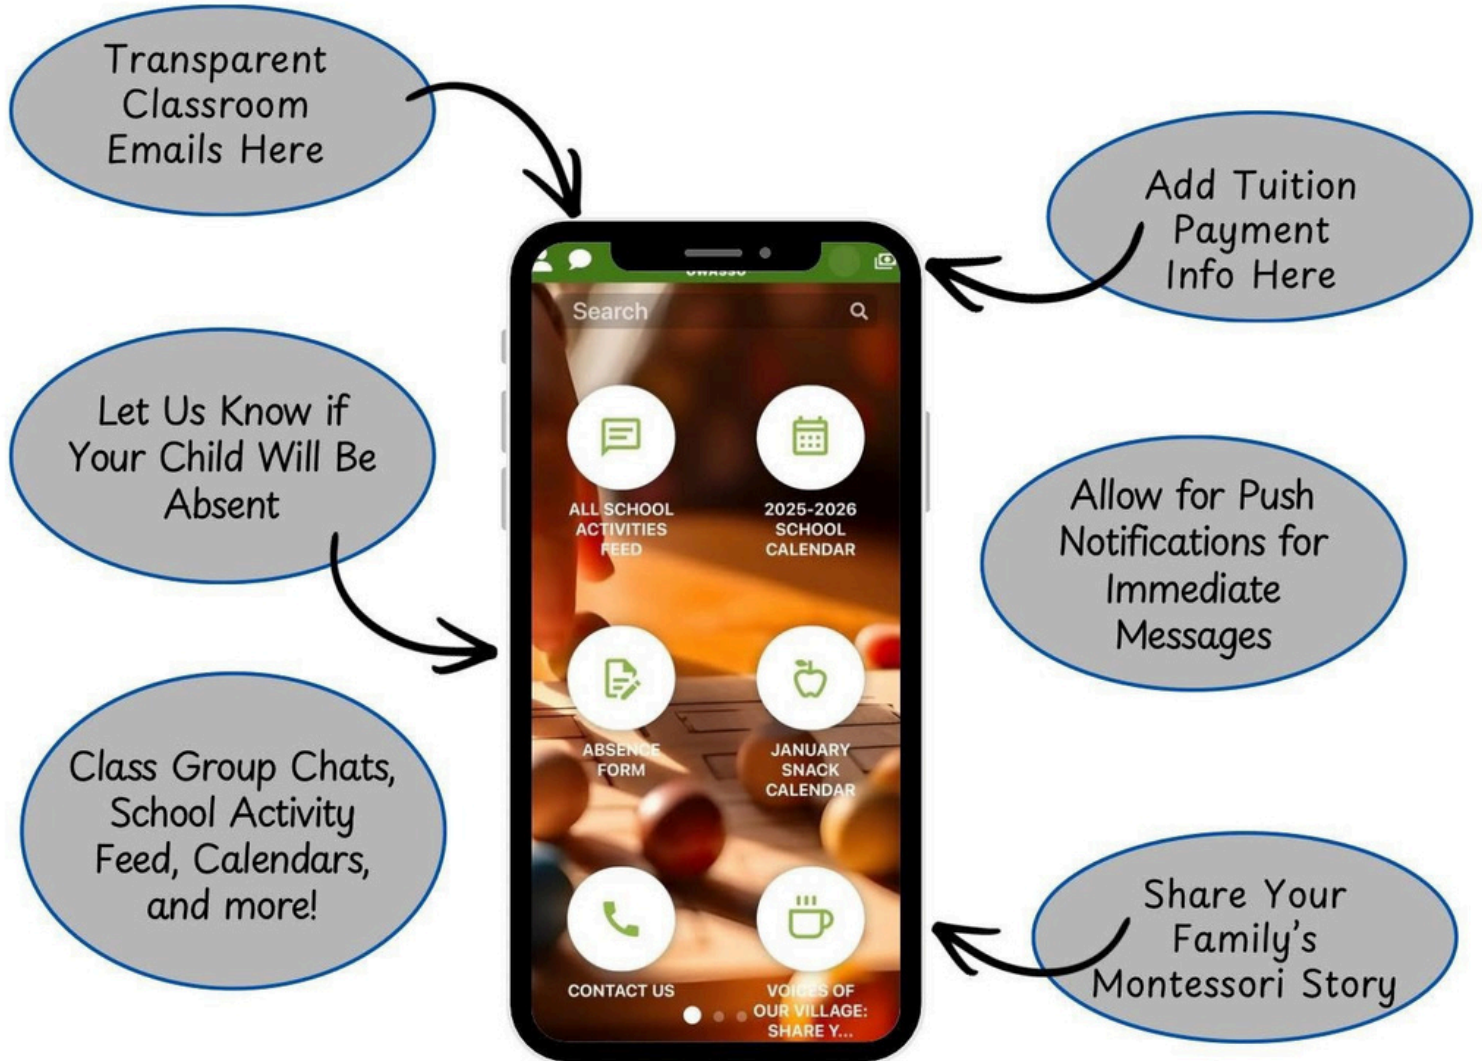 Transparent
Classroom
Emails Here
Add Tuition
Payment
Info Here
Let Us Know if
Your Child Will Be
Absent
Allow for Push
Notifications for
Immediate
Messages
Class Group Chats,
School Activity
Feed, Calendars,
and more!
Share Your
Family's
Montessori Story
OWASSO
Search
ALL SCHOOL
ACTIVITIES
FEED
2025-2026
SCHOOL
CALENDAR
ABSENCE
FORM
JANUARY
SNACK
CALENDAR
CONTACT US
VOICES OF
OUR VILLAGE:
SHARE Y...